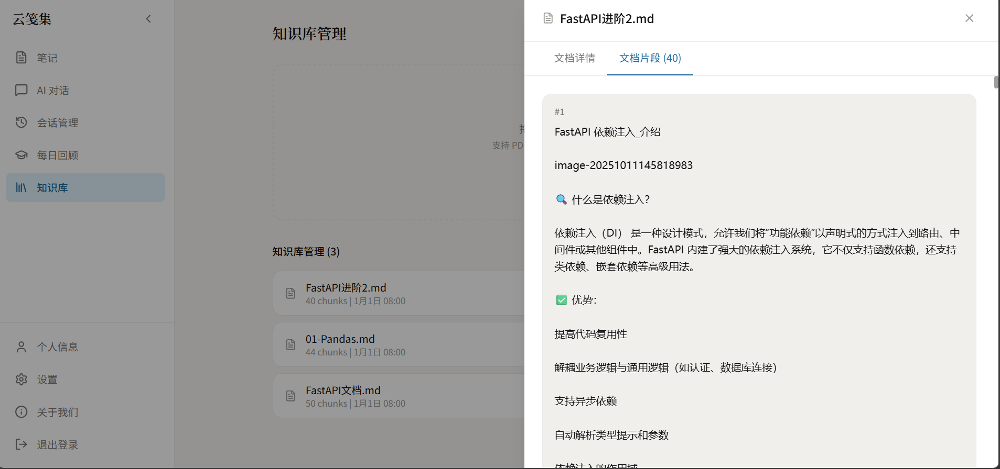 云笺集
笔记
AI 对话
会话管理
每日回顾
知识库
个人信息
设置
关于我们
退出登录
知识库管理
支持 PD
知识库管理 (3)
FastAPI进阶2.md
40 chunks | 1月1日 08:00
01-Pandas.md
44 chunks | 1月1日 08:00
FastAPI文档.md
50 chunks | 1月1日 08:00
FastAPI进阶2.md
文档详情
文档片段 (40)
#1
FastAPI 依赖注入_介绍
image-20251011145818983
🔍 什么是依赖注入？
依赖注入（DI） 是一种设计模式，允许我们将“功能依赖”以声明式的方式注入到路由、中
间件或其他组件中。FastAPI 内建了强大的依赖注入系统，它不仅支持函数依赖，还支持
类依赖、嵌套依赖等高级用法。
✅ 优势：
提高代码复用性
解耦业务逻辑与通用逻辑（如认证、数据库连接）
支持异步依赖
自动解析类型提示和参数
依赖注入的作用域